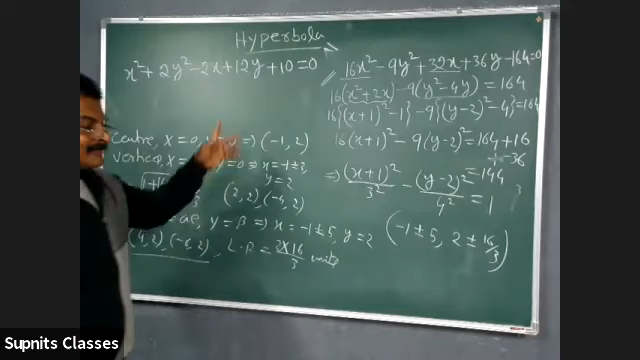 Hyperbola
x² + 2y² - 2x + 12y + 10 = 0
16x² - 9y² + 32x + 36y - 164 = 0
16(x² + 2x) - 9(y² - 4y) = 164
16{(x+1)² - 1} - 9{(y-2)² - 4} = 164
16(x+1)² - 9(y-2)² = 164 + 16
- 36
= 144
⇒ (x+1)²/3² - (y-2)²/4² = 1
Centre, X = 0, ⇒ (-1, 2)
Vertices, X = = 0 ⇒ x = -1 ± 3,
y = 2
(2, 2), (-4, 2)
ae, y = β ⇒ x = -1 ± 5, y = 2
(4, 2), (-6, 2), L.R = 2×16/3 units
(-1 ± 5, 2 ± 16/3)
Supnits Classes